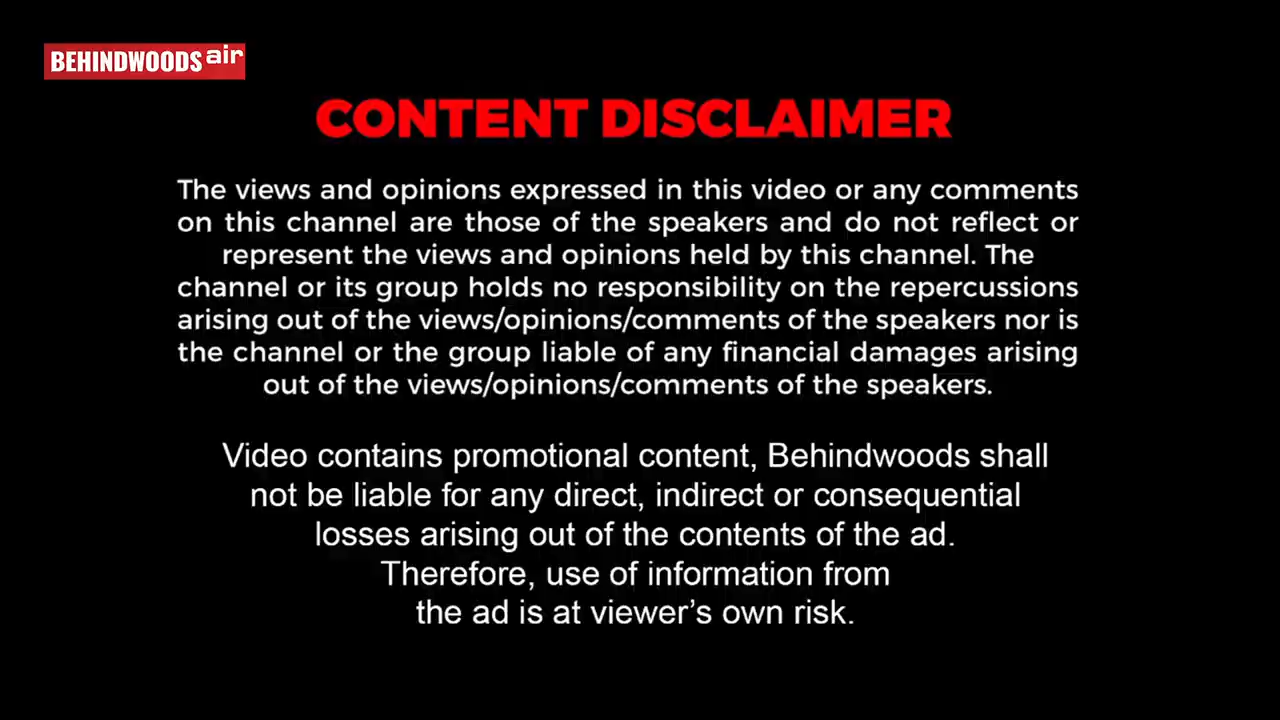 BEHINDWOODS air
CONTENT DISCLAIMER
The views and opinions expressed in this video or any comments
on this channel are those of the speakers and do not reflect or
represent the views and opinions held by this channel. The
channel or its group holds no responsibility on the repercussions
arising out of the views/opinions/comments of the speakers nor is
the channel or the group liable of any financial damages arising
out of the views/opinions/comments of the speakers.
Video contains promotional content, Behindwoods shall
not be liable for any direct, indirect or consequential
losses arising out of the contents of the ad.
Therefore, use of information from
the ad is at viewer’s own risk.